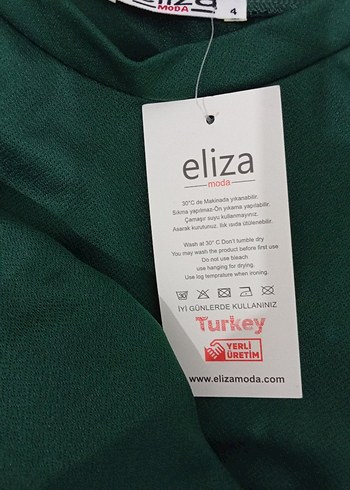 eliza
MODA
4
eliza
moda
30°C de Makinada yıkanabilir.
Sıkma yapılmaz-Ön yıkama yapılabilir.
Çamaşır suyu kullanmayınız.
Asarak kurutunuz. Ilık ısıda ütülenebilir.
Wash at 30° C Don't tumble dry
You may wash the product before first use
Do not use bleach
use hanging for drying.
Use log temprature when ironing.
İYİ GÜNLERDE KULLANINIZ
Turkey
YERLİ
ÜRETİM
www.elizamoda.com